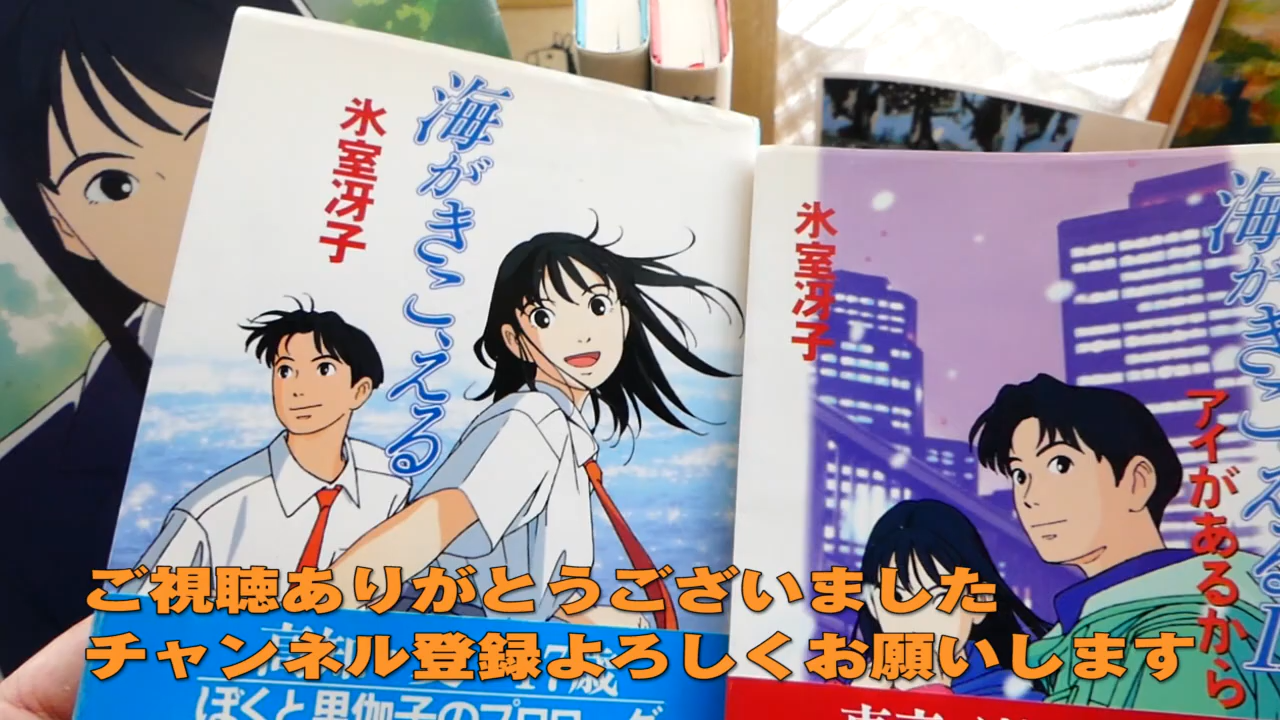 海がきこえる
氷室冴子
海がきこえるII
アイがあるから
氷室冴子
ご視聴ありがとうございました
チャンネル登録よろしくお願いします
ぼくと里伽子のプロローグ